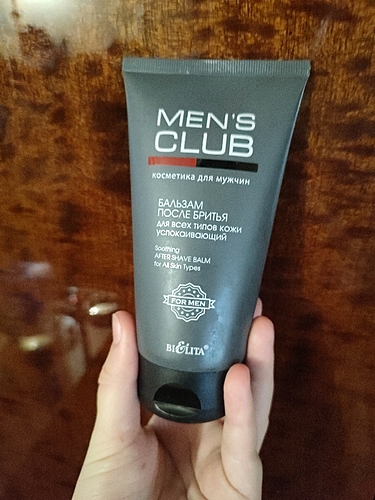 MEN'S
CLUB
косметика для мужчин
БАЛЬЗАМ
ПОСЛЕ БРИТЬЯ
для всех типов кожи
успокаивающий
Soothing
AFTER SHAVE BALM
for All Skin Types
FOR MEN
BIELITA®